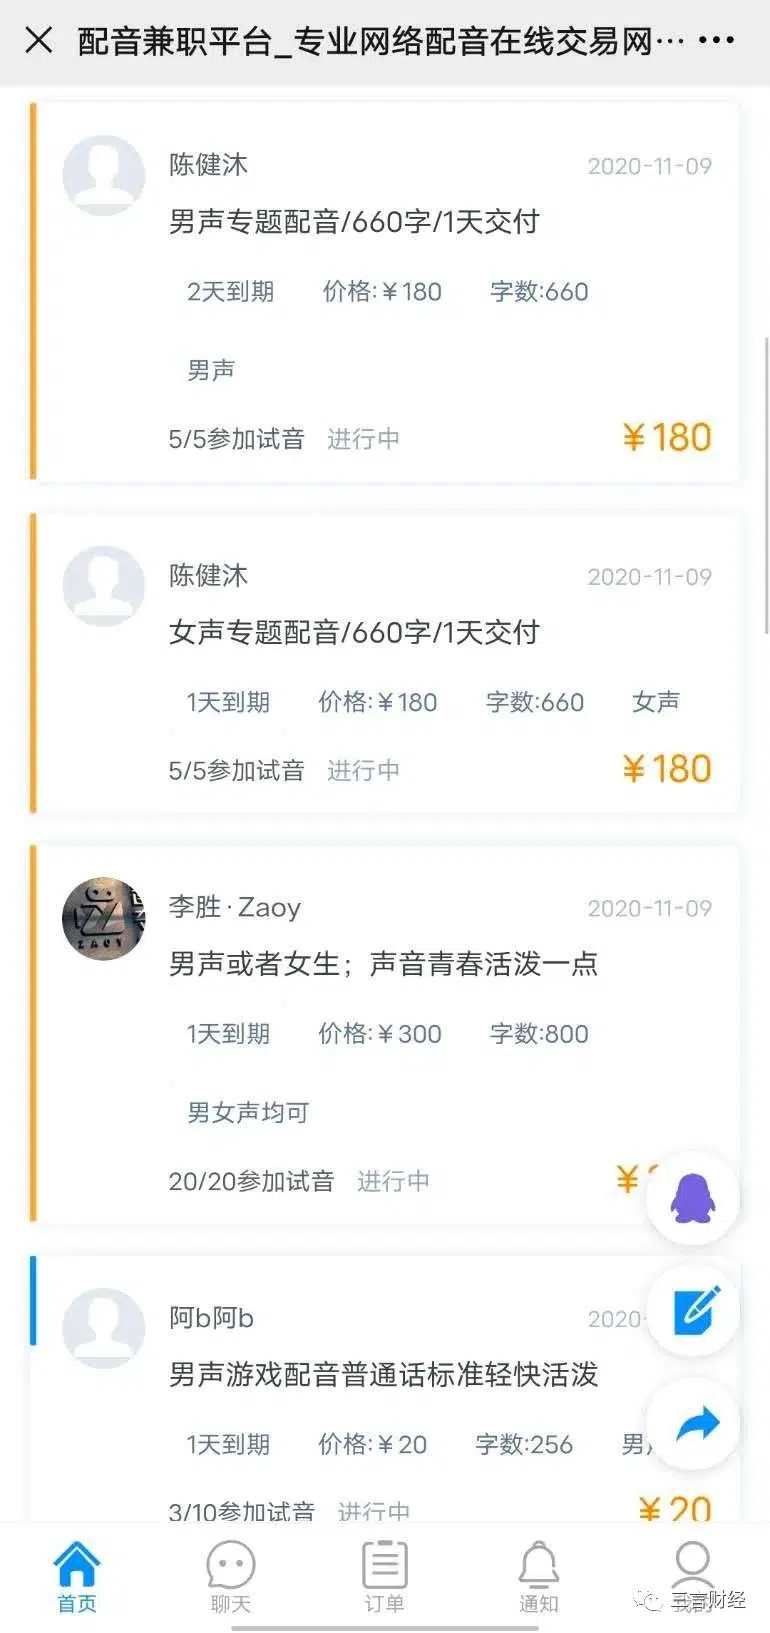 配音兼职平台_专业网络配音在线交易网…
陈健沐
2020-11-09
男声专题配音/660字/1天交付
2天到期 价格:¥180 字数:660
男声
5/5参加试音 进行中 ¥180
陈健沐
2020-11-09
女声专题配音/660字/1天交付
1天到期 价格:¥180 字数:660 女声
5/5参加试音 进行中 ¥180
ZAOY
李胜·Zaoy
2020-11-09
男声或者女生；声音青春活泼一点
1天到期 价格:¥300 字数:800
男女声均可
20/20参加试音 进行中 ¥
阿b阿b
2020-
男声游戏配音普通话标准轻快活泼
1天到期 价格:¥20 字数:256 男
3/10参加试音 进行中 ¥20
首页 聊天 订单 通知 我的
三言财经